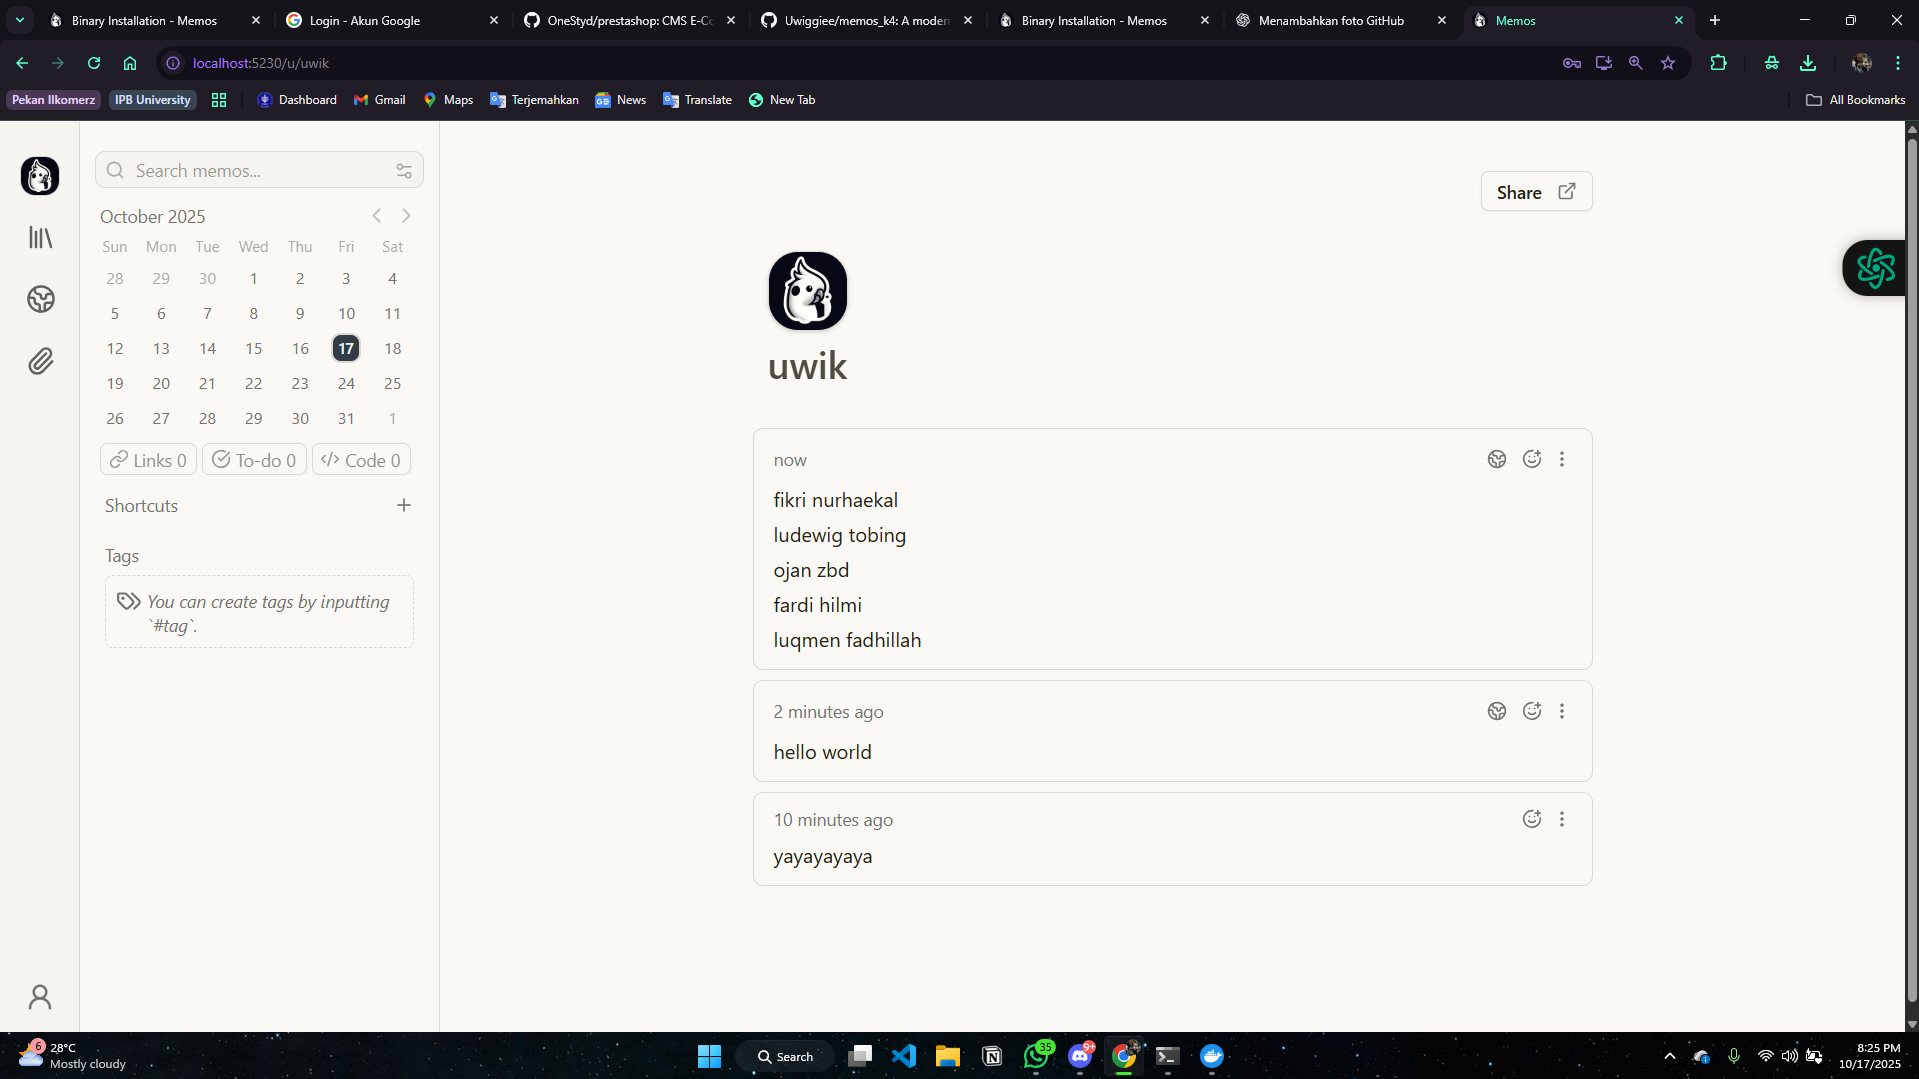 Binary Installation - Memos
Login - Akun Google
OneStyd/prestashop: CMS E-Co
Uwiggiee/memos_k4: A modern
Binary Installation - Memos
Menambahkan foto GitHub
Memos
localhost:5230/u/uwik
Pekan Ilkomerz
IPB University
Dashboard
Gmail
Maps
Terjemahkan
News
Translate
New Tab
All Bookmarks
Search memos...
October 2025
Sun Mon Tue Wed Thu Fri Sat
28 29 30 1 2 3 4
5 6 7 8 9 10 11
12 13 14 15 16 17 18
19 20 21 22 23 24 25
26 27 28 29 30 31 1
Links 0
To-do 0
Code 0
Shortcuts
Tags
You can create tags by inputting
`#tag`.
Share
uwik
now
fikri nurhaekal
ludewig tobing
ojan zbd
fardi hilmi
luqmen fadhillah
2 minutes ago
hello world
10 minutes ago
yayayayaya
6
28°C
Mostly cloudy
Search
35
9+
8:25 PM
10/17/2025